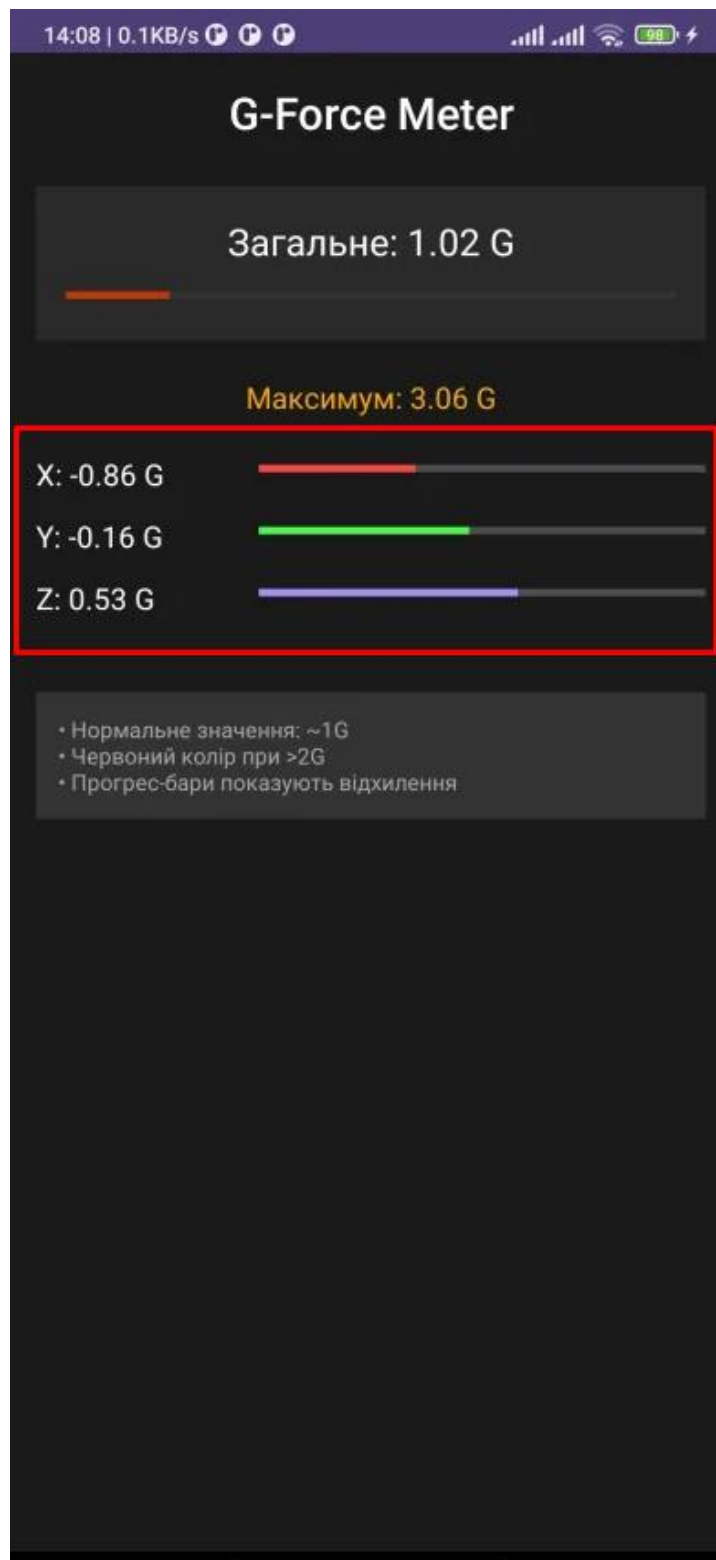 14:08 | 0.1KB/s
98
G-Force Meter
Загальне: 1.02 G
Максимум: 3.06 G
X: -0.86 G
Y: -0.16 G
Z: 0.53 G
• Нормальне значення: ~1G
• Червоний колір при >2G
• Прогрес-бари показують відхилення